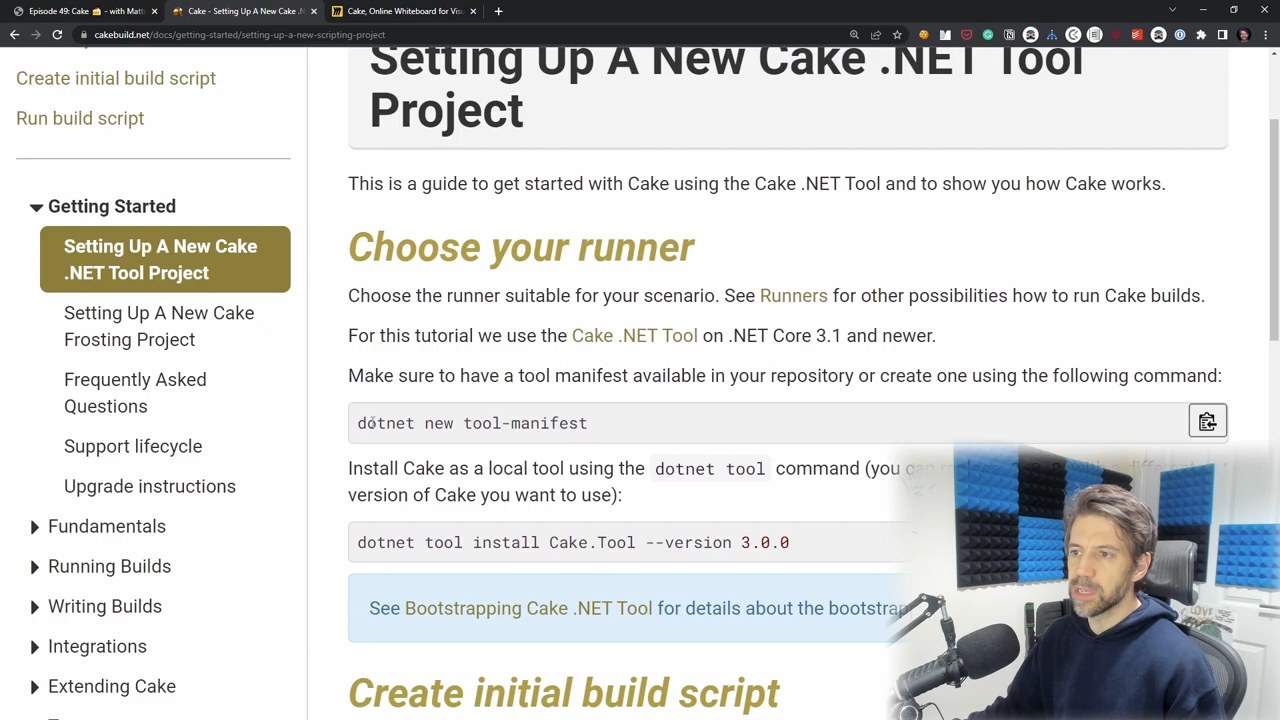 Episode 49: Cake - with Matt
Cake - Setting Up A New Cake .N
Cake, Online Whiteboard for Visu
cakebuild.net/docs/getting-started/setting-up-a-new-scripting-project
Create initial build script
Run build script
Getting Started
Setting Up A New Cake
.NET Tool Project
Setting Up A New Cake
Frosting Project
Frequently Asked
Questions
Support lifecycle
Upgrade instructions
Fundamentals
Running Builds
Writing Builds
Integrations
Extending Cake
Setting Up A New Cake .NET Tool
Project
This is a guide to get started with Cake using the Cake .NET Tool and to show you how Cake works.
Choose your runner
Choose the runner suitable for your scenario. See Runners for other possibilities how to run Cake builds.
For this tutorial we use the Cake .NET Tool on .NET Core 3.1 and newer.
Make sure to have a tool manifest available in your repository or create one using the following command:
dotnet new tool-manifest
Install Cake as a local tool using the dotnet tool command (you can
version of Cake you want to use):
dotnet tool install Cake.Tool --version 3.0.0
See Bootstrapping Cake .NET Tool for details about the bootstrap
Create initial build script